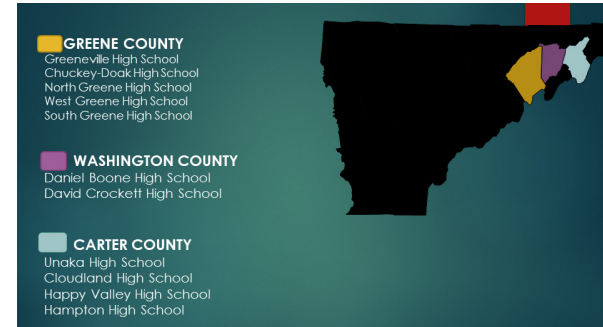 GREENE COUNTY
Greeneville High School
Chuckey-Doak High School
North Greene High School
West Greene High School
South Greene High School
WASHINGTON COUNTY
Daniel Boone High School
David Crockett High School
CARTER COUNTY
Unaka High School
Cloudland High School
Happy Valley High School
Hampton High School